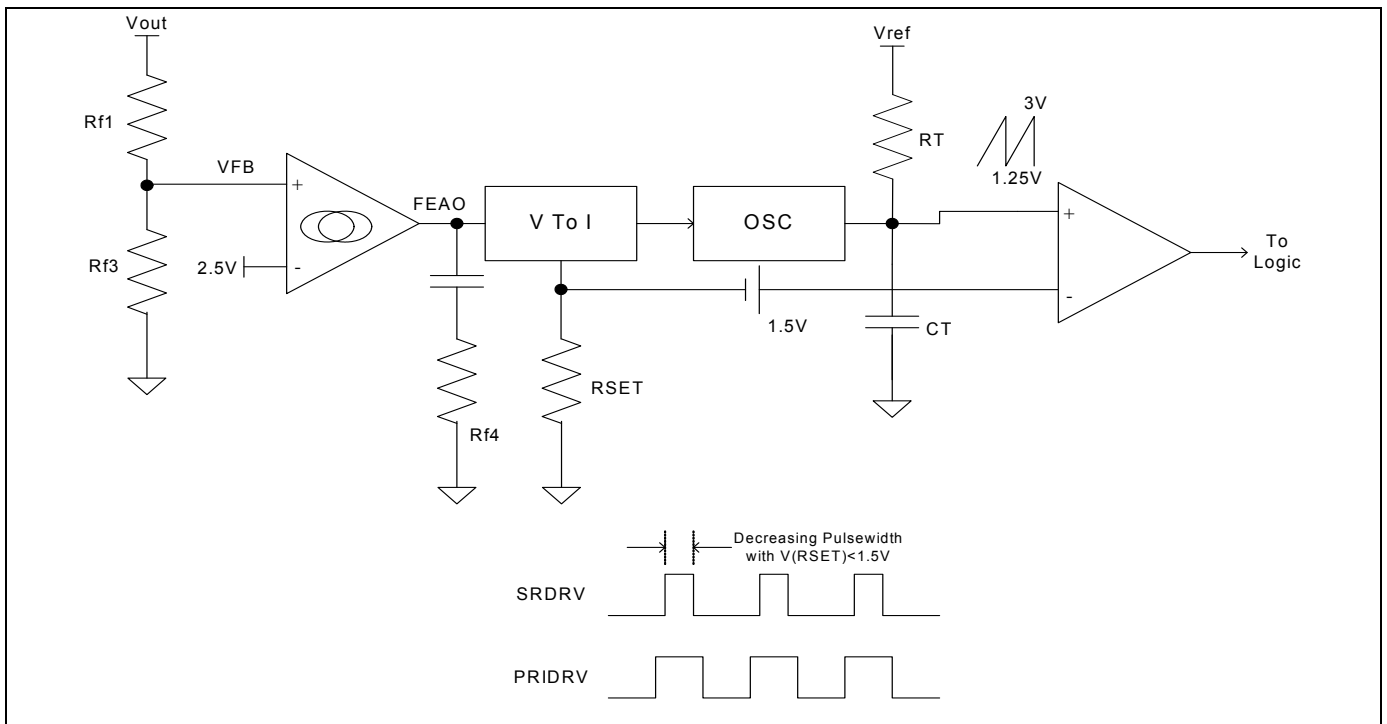 Vout
Vref
Rf1
3V
RT
VFB
1.25V
+
FEAO
V To I
OSC
+
To
Logic
Rf3
2.5V
-
-
1.5V
CT
RSET
Rf4
Decreasing Pulsewidth
with V(RSET)<1.5V
SRDRV
PRIDRV